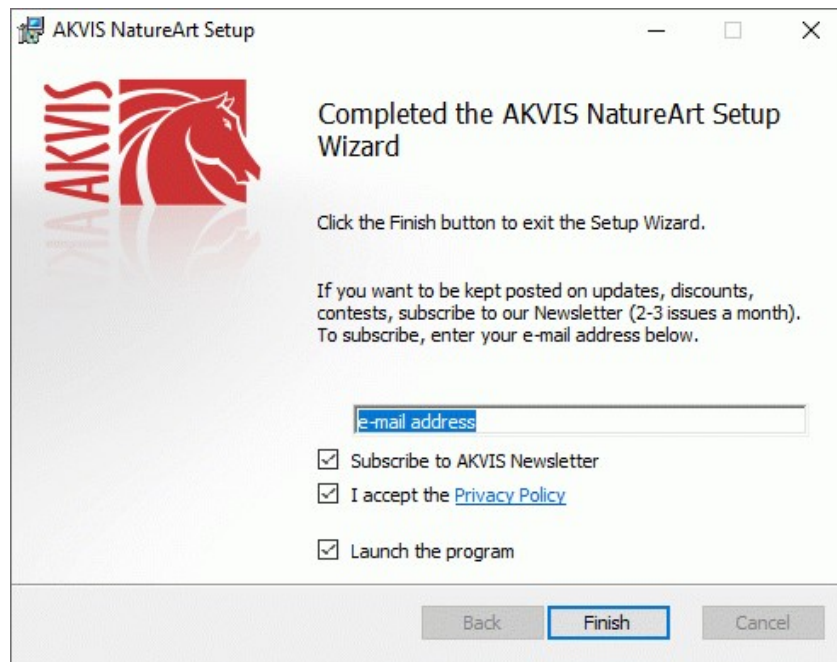 AKVIS NatureArt Setup
AKVIS
Completed the AKVIS NatureArt Setup
Wizard
Click the Finish button to exit the Setup Wizard.
If you want to be kept posted on updates, discounts,
contests, subscribe to our Newsletter (2-3 issues a month).
To subscribe, enter your e-mail address below.
e-mail address
Subscribe to AKVIS Newsletter
I accept the Privacy Policy
Launch the program
Back Finish Cancel